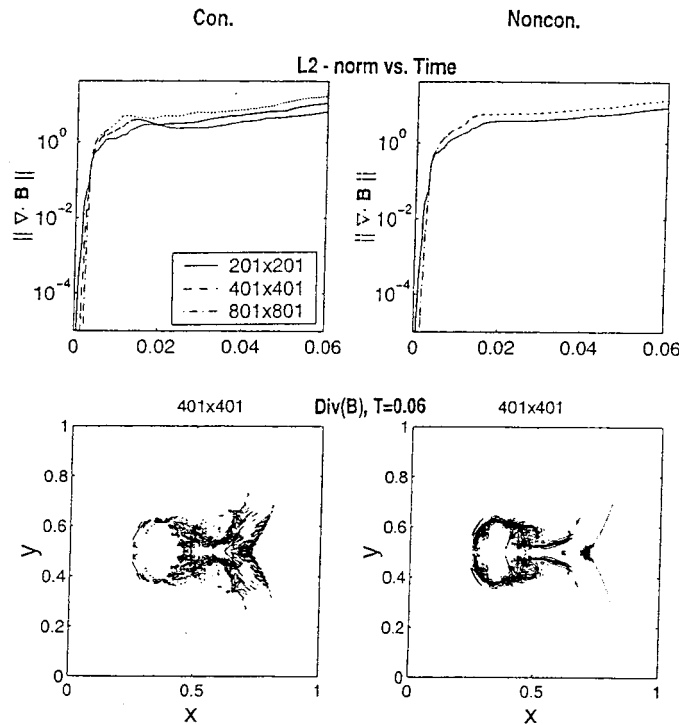 Con. Noncon.
L2 - norm vs. Time
|| ∇· B || || ∇· B ||
10^0 10^0
10^-2 10^-2
10^-4 10^-4
201x201
401x401
801x801
0 0.02 0.04 0.06 0 0.02 0.04 0.06
401x401 Div(B), T=0.06 401x401
1 1
0.8 0.8
0.6 0.6
y y
0.4 0.4
0.2 0.2
0 0
0 0.5 1 0 0.5 1
X X